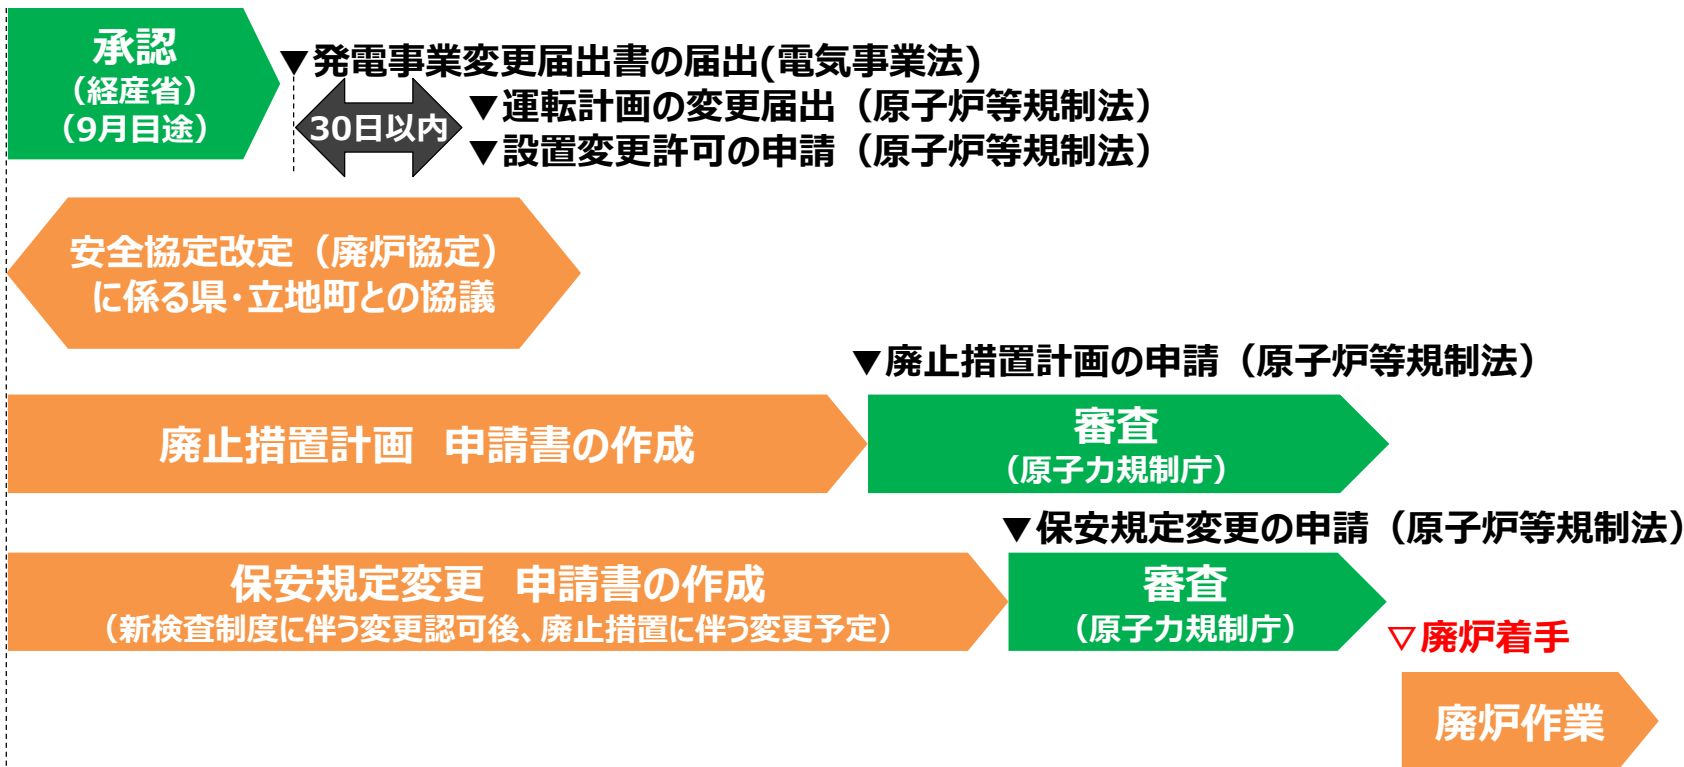 承認
（経産省）
（9月目途）
▼発電事業変更届出書の届出(電気事業法)
30日以内
▼運転計画の変更届出（原子炉等規制法）
▼設置変更許可の申請（原子炉等規制法）
安全協定改定（廃炉協定）
に係る県・立地町との協議
▼廃止措置計画の申請（原子炉等規制法）
廃止措置計画　申請書の作成
審査
（原子力規制庁）
▼保安規定変更の申請（原子炉等規制法）
保安規定変更　申請書の作成
（新検査制度に伴う変更認可後、廃止措置に伴う変更予定）
審査
（原子力規制庁）
▽廃炉着手
廃炉作業